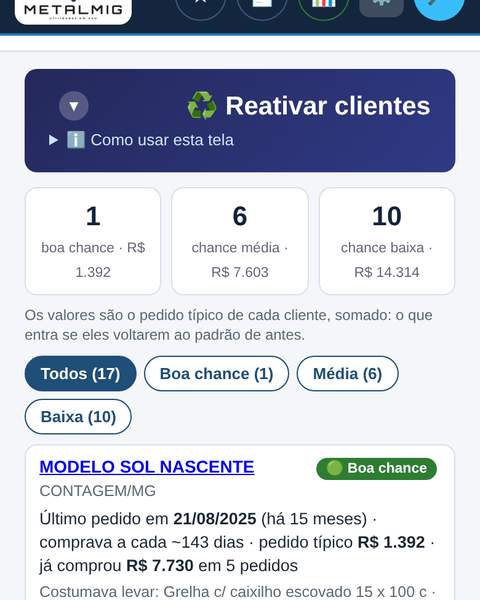 METALMIG
♻️ Reativar clientes
▶ ℹ️ Como usar esta tela
1
boa chance · R$
1.392
6
chance média ·
R$ 7.603
10
chance baixa ·
R$ 14.314
Os valores são o pedido típico de cada cliente, somado: o que
entra se eles voltarem ao padrão de antes.
Todos (17)
Boa chance (1)
Média (6)
Baixa (10)
MODELO SOL NASCENTE
🟢 Boa chance
CONTAGEM/MG
Último pedido em 21/08/2025 (há 15 meses) ·
comprava a cada ~143 dias · pedido típico R$ 1.392 ·
já comprou R$ 7.730 em 5 pedidos
Costumava levar: Grelha c/ caixilho escovado 15 x 100 c ·